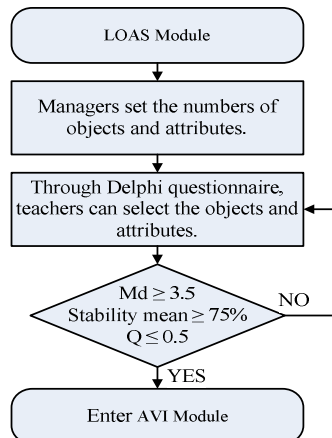 LOAS Module
Managers set the numbers of
objects and attributes.
Through Delphi questionnaire,
teachers can select the objects and
attributes.
Md ≥ 3.5
Stability mean ≥ 75%
Q ≤ 0.5
NO
YES
Enter AVI Module